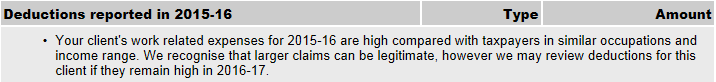 Deductions reported in 2015-16 Type Amount
• Your client's work related expenses for 2015-16 are high compared with taxpayers in similar occupations and
income range. We recognise that larger claims can be legitimate, however we may review deductions for this
client if they remain high in 2016-17.